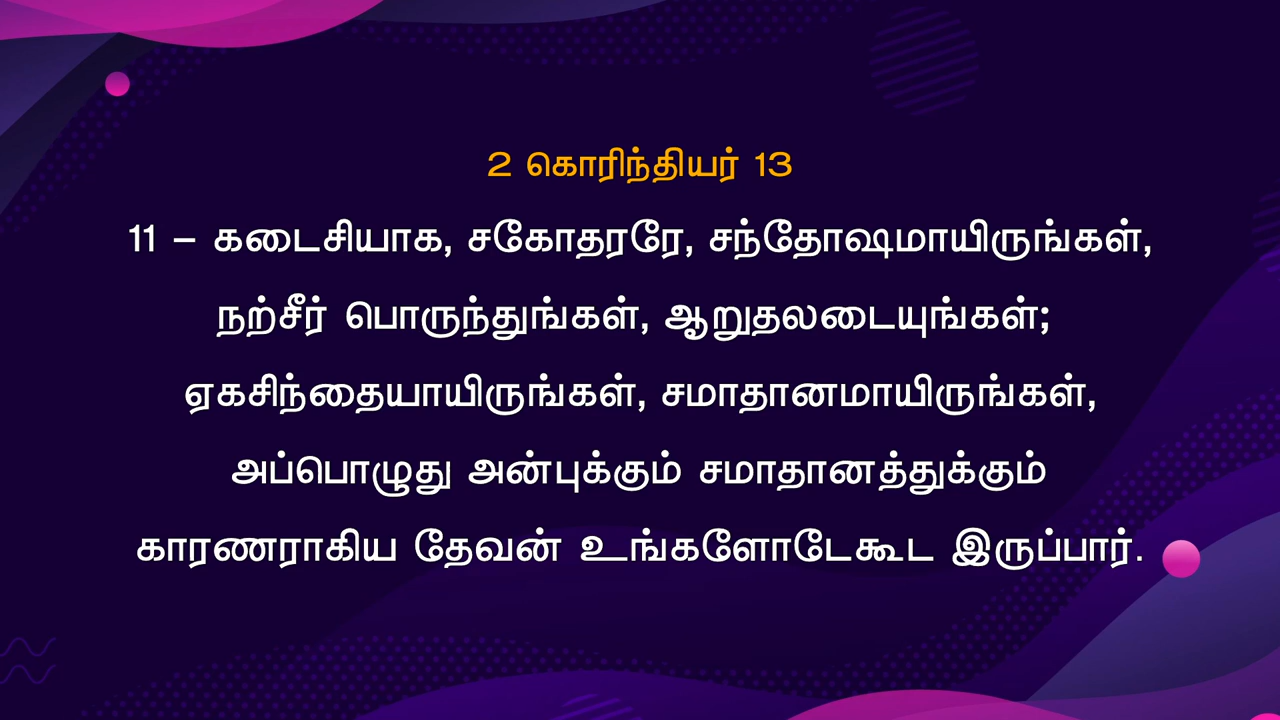 2 கொரிந்தியர் 13
11 – கடைசியாக, சகோதரரே, சந்தோஷமாயிருங்கள்,
நற்சீர் பொருந்துங்கள், ஆறுதலடையுங்கள்;
ஏகசிந்தையாயிருங்கள், சமாதானமாயிருங்கள்,
அப்பொழுது அன்புக்கும் சமாதானத்துக்கும்
காரணராகிய தேவன் உங்களோடேகூட இருப்பார்.